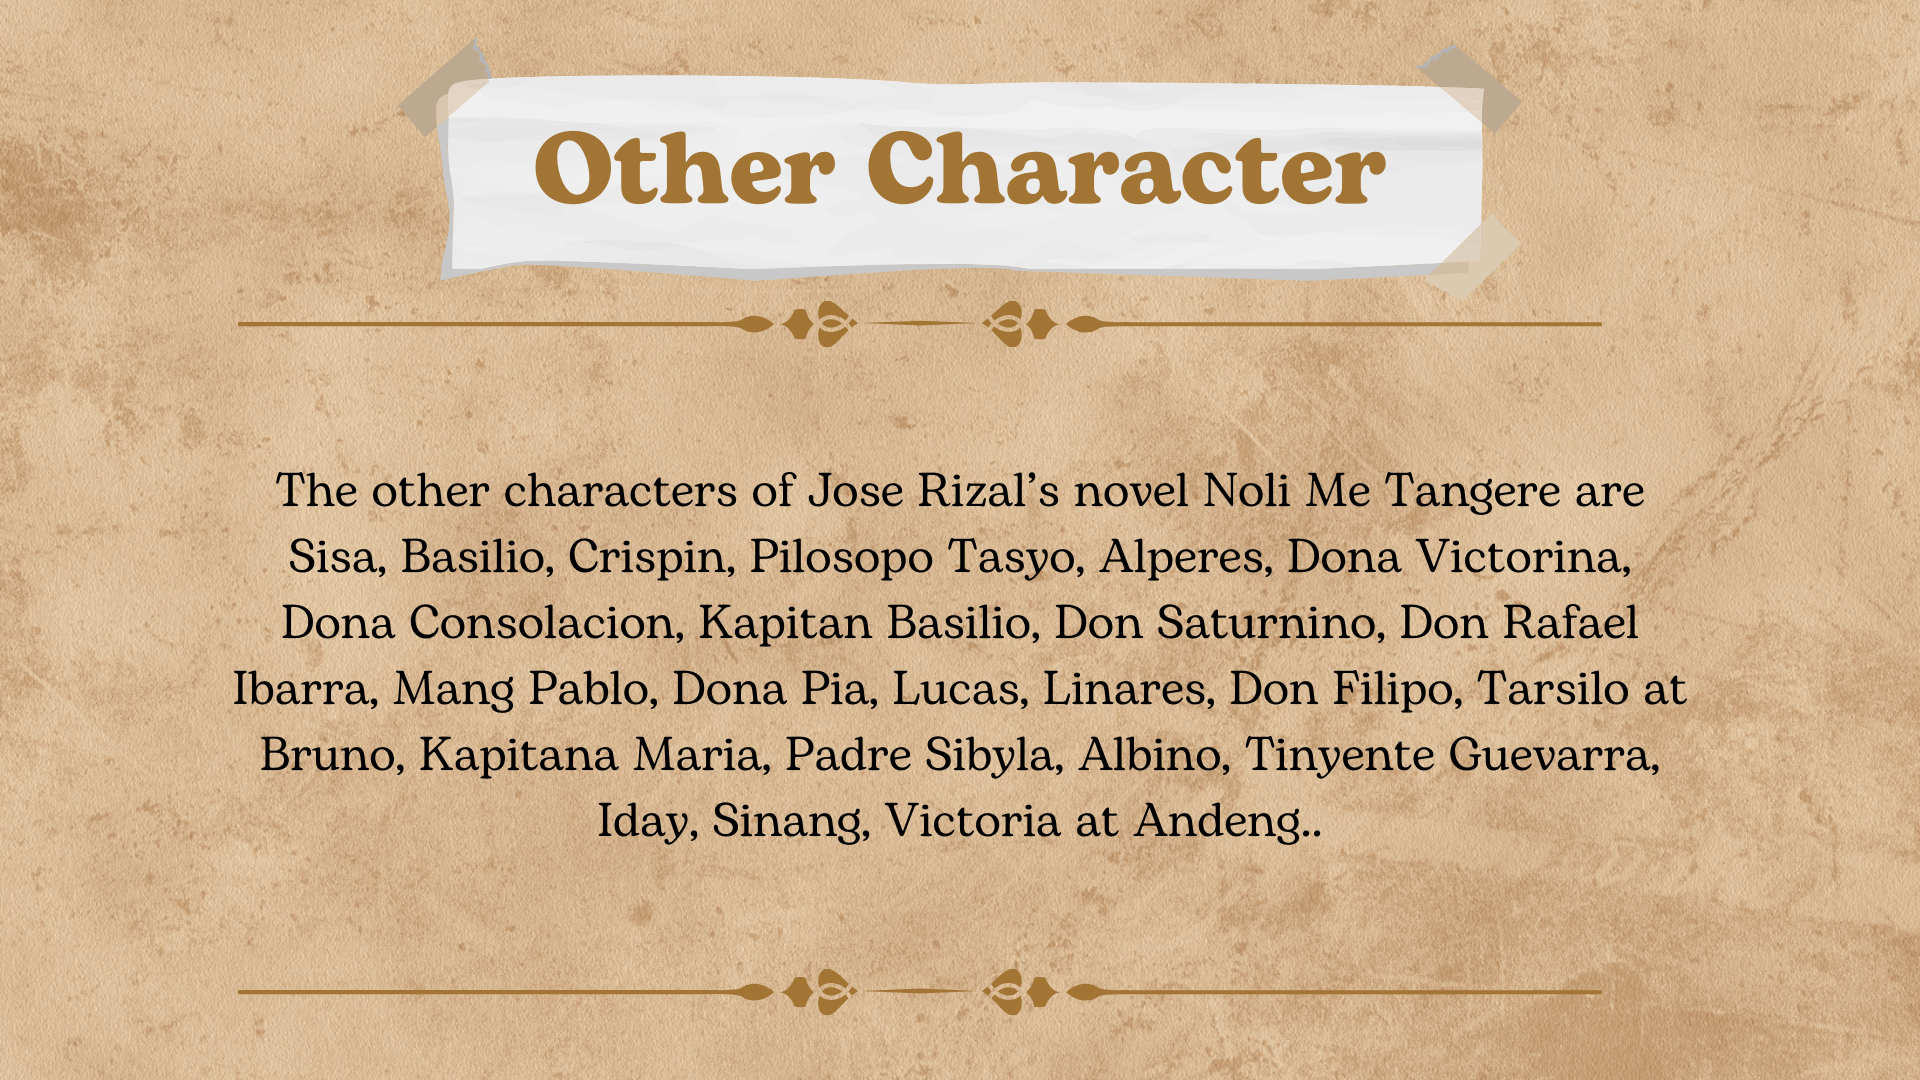 Other Character
The other characters of Jose Rizal’s novel Noli Me Tangere are
Sisa, Basilio, Crispin, Pilosopo Tasyo, Alperes, Dona Victorina,
Dona Consolacion, Kapitan Basilio, Don Saturnino, Don Rafael
Ibarra, Mang Pablo, Dona Pia, Lucas, Linares, Don Filipo, Tarsilo at
Bruno, Kapitana Maria, Padre Sibyla, Albino, Tinyente Guevarra,
Iday, Sinang, Victoria at Andeng..